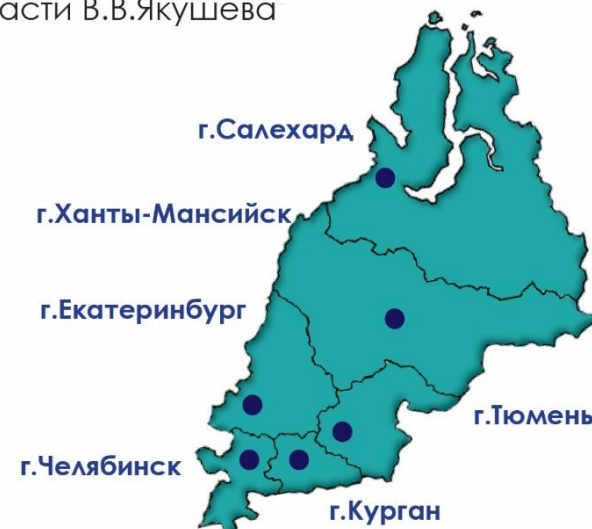 асти В.В.Якушева
г.Салехард
г.Ханты-Мансийск
г.Екатеринбург
г.Тюмень
г.Челябинск
г.Курган